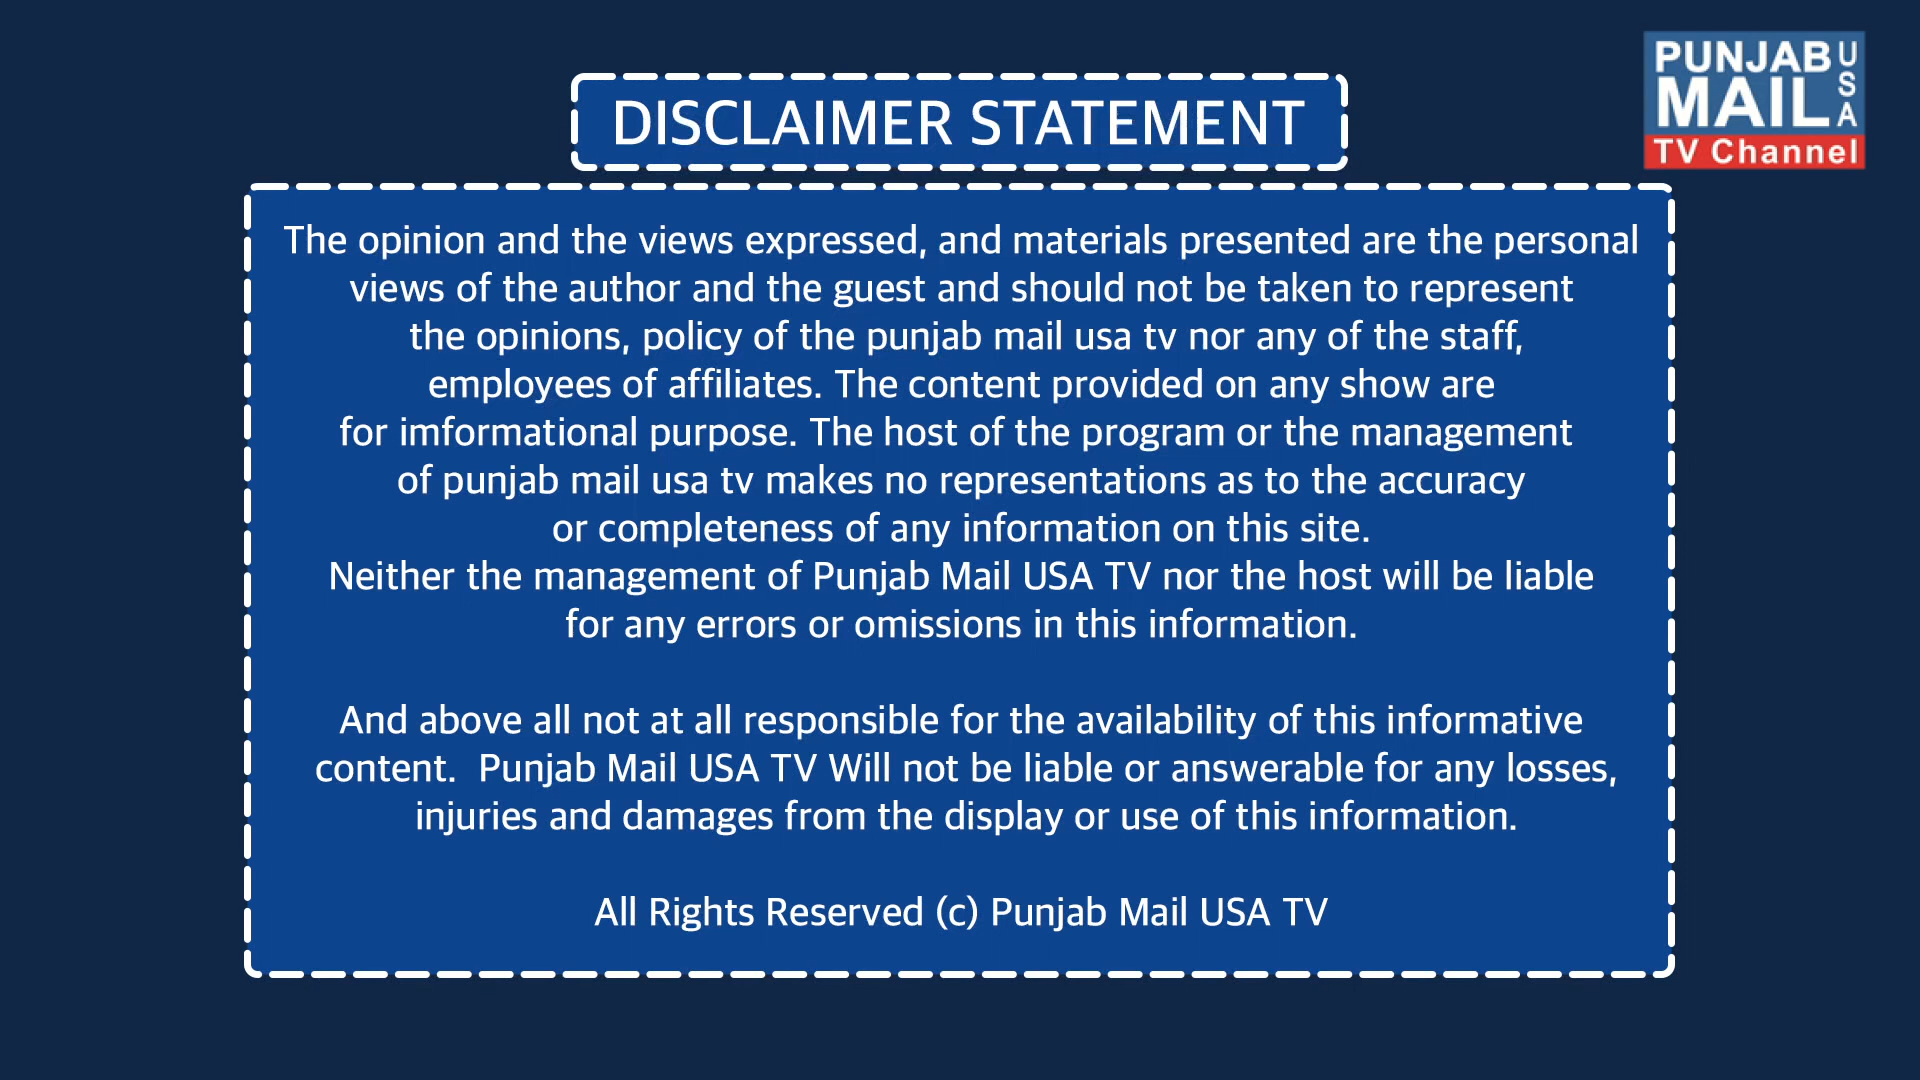 PUNJAB USA
MAIL
TV Channel
DISCLAIMER STATEMENT
The opinion and the views expressed, and materials presented are the personal
views of the author and the guest and should not be taken to represent
the opinions, policy of the punjab mail usa tv nor any of the staff,
employees of affiliates. The content provided on any show are
for imformational purpose. The host of the program or the management
of punjab mail usa tv makes no representations as to the accuracy
or completeness of any information on this site.
Neither the management of Punjab Mail USA TV nor the host will be liable
for any errors or omissions in this information.
And above all not at all responsible for the availability of this informative
content.  Punjab Mail USA TV Will not be liable or answerable for any losses,
injuries and damages from the display or use of this information.
All Rights Reserved (c) Punjab Mail USA TV